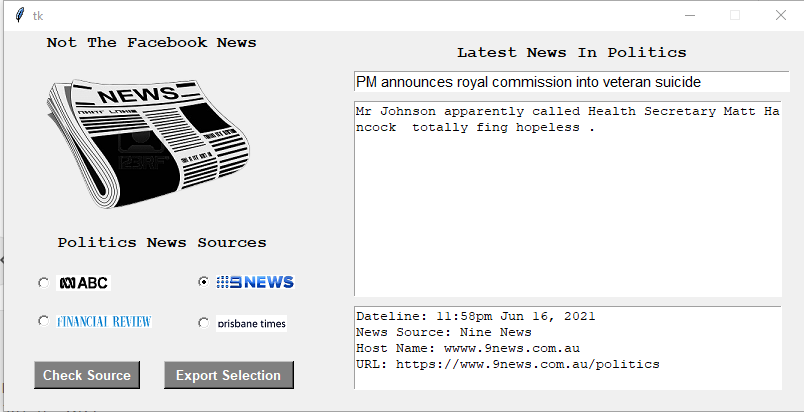 tk
Not The Facebook News
NEWS
Politics News Sources
ABC
9NEWS
FINANCIAL REVIEW
brisbane times
Check Source
Export Selection
Latest News In Politics
PM announces royal commission into veteran suicide
Mr Johnson apparently called Health Secretary Matt Ha
ncock  totally fing hopeless .
Dateline: 11:58pm Jun 16, 2021
News Source: Nine News
Host Name: wwww.9news.com.au
URL: https://www.9news.com.au/politics